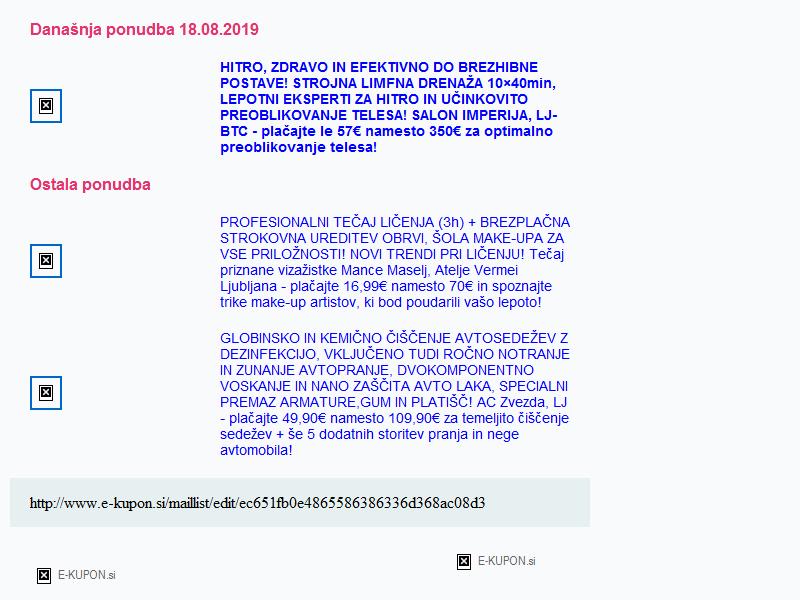 Današnja ponudba 18.08.2019
HITRO, ZDRAVO IN EFEKTIVNO DO BREZHIBNE
POSTAVE! STROJNA LIMFNA DRENAŽA 10×40min,
LEPOTNI EKSPERTI ZA HITRO IN UČINKOVITO
PREOBLIKOVANJE TELESA! SALON IMPERIJA, LJ-
BTC - plačajte le 57€ namesto 350€ za optimalno
preoblikovanje telesa!
Ostala ponudba
PROFESIONALNI TEČAJ LIČENJA (3h) + BREZPLAČNA
STROKOVNA UREDITEV OBRVI, ŠOLA MAKE-UPA ZA
VSE PRILOŽNOSTI! NOVI TRENDI PRI LIČENJU! Tečaj
priznane vizažistke Mance Maselj, Atelje Vermei
Ljubljana - plačajte 16,99€ namesto 70€ in spoznajte
trike make-up artistov, ki bod poudarili vašo lepoto!
GLOBINSKO IN KEMIČNO ČIŠČENJE AVTOSEDEŽEV Z
DEZINFEKCIJO, VKLJUČENO TUDI ROČNO NOTRANJE
IN ZUNANJE AVTOPRANJE, DVOKOMPONENTNO
VOSKANJE IN NANO ZAŠČITA AVTO LAKA, SPECIALNI
PREMAZ ARMATURE,GUM IN PLATIŠČ! AC Zvezda, LJ
- plačajte 49,90€ namesto 109,90€ za temeljito čiščenje
sedežev + še 5 dodatnih storitev pranja in nege
avtomobila!
http://www.e-kupon.si/maillist/edit/ec651fb0e4865586386336d368ac08d3
E-KUPON.si
E-KUPON.si